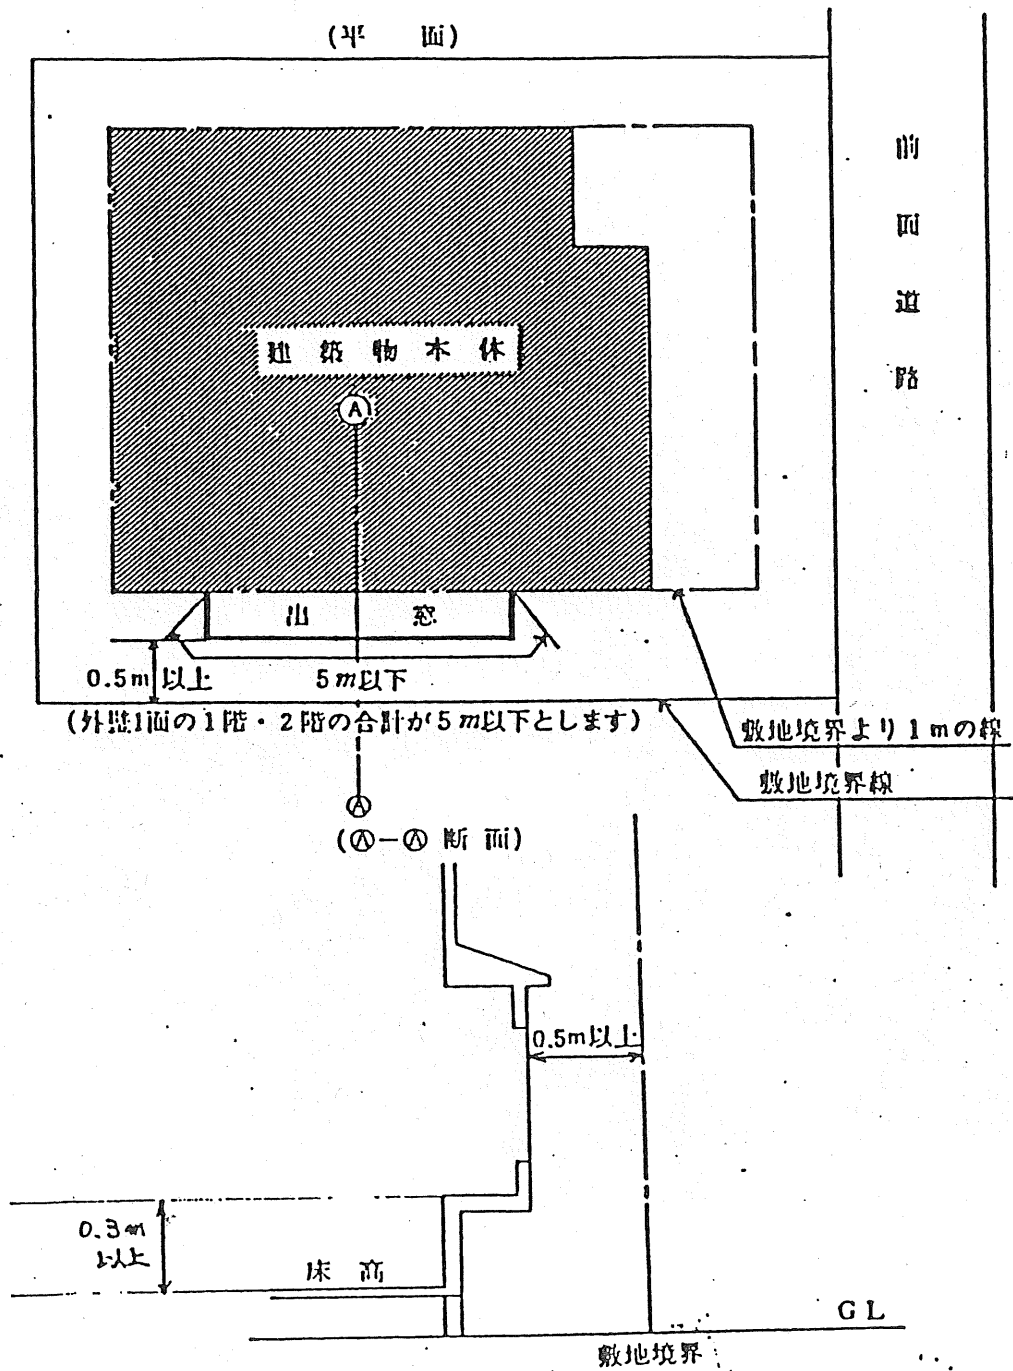 (平 面)
前面道路
建築物本体
A
出 窓
0.5m以上
5m以下
(外壁1面の1階・2階の合計が5m以下とします)
敷地境界より1mの線
敷地境界線
A
(Ⓐ−Ⓐ 断面)
0.5m以上
0.3m
以上
床高
GL
敷地境界